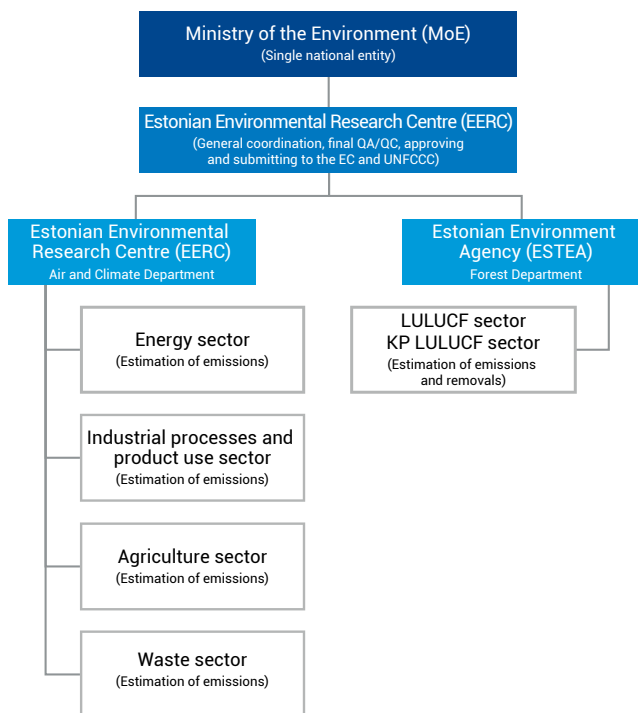 Ministry of the Environment (MoE)
(Single national entity)
Estonian Environmental Research Centre (EERC)
(General coordination, final QA/QC, approving
and submitting to the EC and UNFCCC)
Estonian Environmental
Research Centre (EERC)
Air and Climate Department
Estonian Environment
Agency (ESTEA)
Forest Department
Energy sector
(Estimation of emissions)
LULUCF sector
KP LULUCF sector
(Estimation of emissions
and removals)
Industrial processes and
product use sector
(Estimation of emissions)
Agriculture sector
(Estimation of emissions)
Waste sector
(Estimation of emissions)